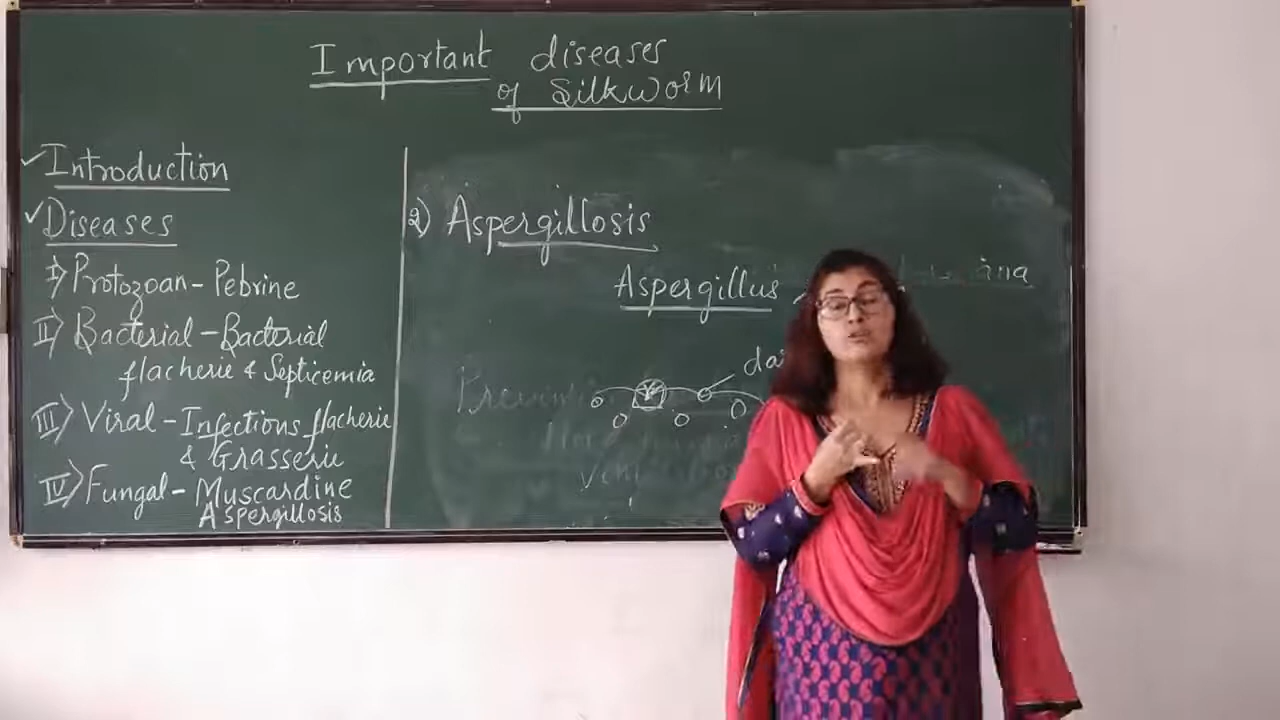 Important diseases
of Silkworm
✓Introduction
✓Diseases
I) Protozoan - Pebrine
II) Bacterial - Bacterial
flacherie & Septicemia
III) Viral - Infections flacherie
& Grasserie
IV) Fungal - Muscardine
Aspergillosis
2) Aspergillosis
Aspergillus